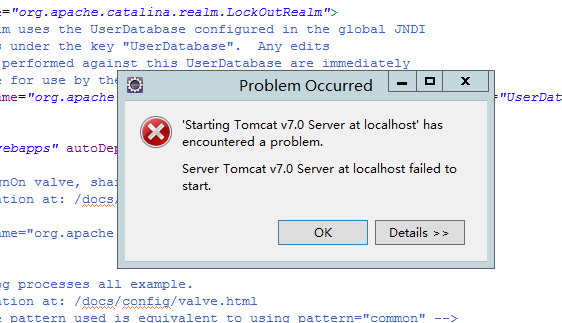 e="org.apache.catalina.realm.LockOutRealm">
lm uses the UserDatabase configured in the global JNDI
s under the key "UserDatabase".  Any edits
performed against this UserDatabase are immediately
e for use by the
Problem Occurred
ame="org.apache
="UserDat
'Starting Tomcat v7.0 Server at localhost' has
encountered a problem.
webapps" autoDep
Server Tomcat v7.0 Server at localhost failed to
start.
gnOn valve, shar
ation at: /docs/
OK
Details >>
ame="org.apache
og processes all example.
ation at: /docs/config/valve.html
e pattern used is equivalent to using pattern="common" -->